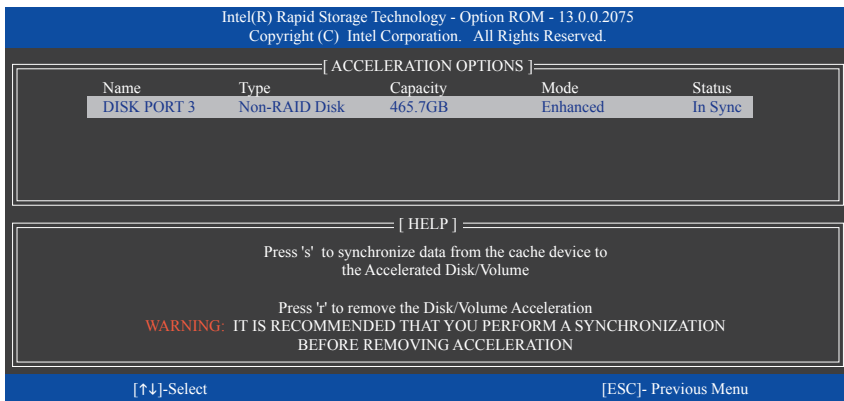 Intel(R) Rapid Storage Technology - Option ROM - 13.0.0.2075
Copyright (C) Intel Corporation. All Rights Reserved.
[ ACCELERATION OPTIONS ]
Name Type Capacity Mode Status
DISK PORT 3 Non-RAID Disk 465.7GB Enhanced In Sync
[ HELP ]
Press 's' to synchronize data from the cache device to
the Accelerated Disk/Volume
Press 'r' to remove the Disk/Volume Acceleration
WARNING: IT IS RECOMMENDED THAT YOU PERFORM A SYNCHRONIZATION
BEFORE REMOVING ACCELERATION
[↑↓]-Select [ESC]- Previous Menu